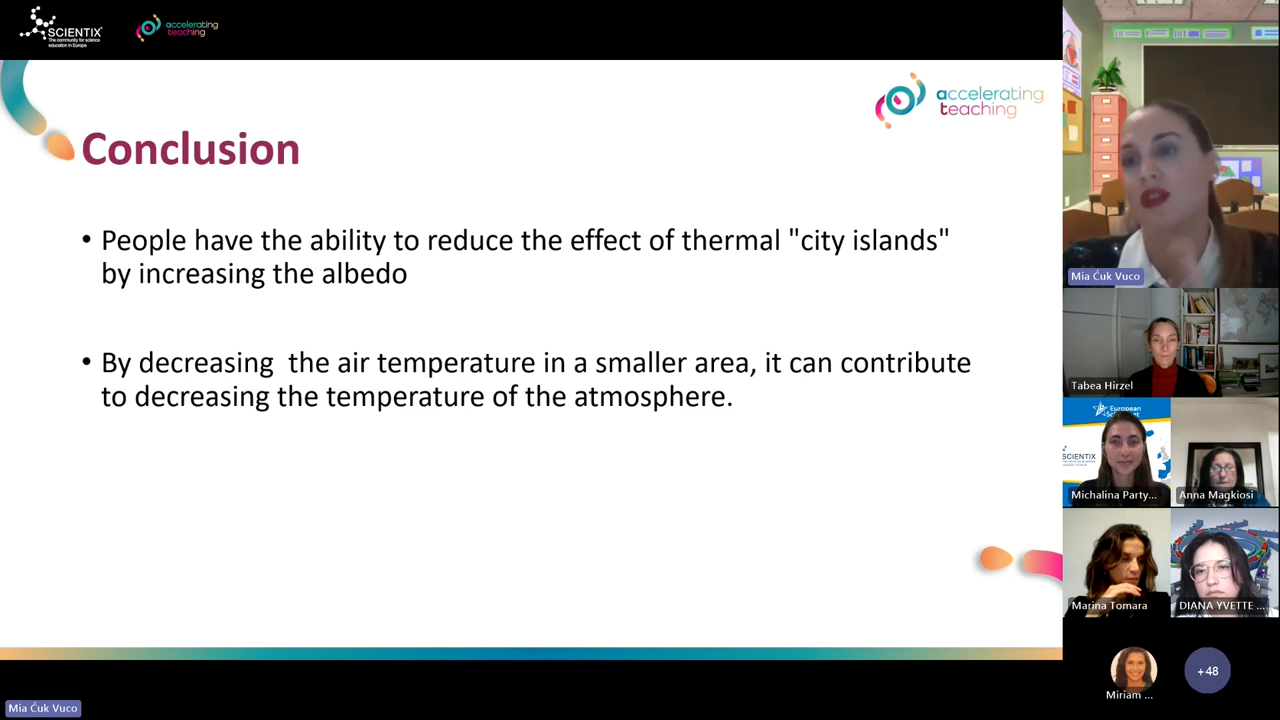 SCIENTIX
The community for science
education in Europe
accelerating
teaching
accelerating
teaching
Conclusion
• People have the ability to reduce the effect of thermal "city islands"
by increasing the albedo
• By decreasing  the air temperature in a smaller area, it can contribute
to decreasing the temperature of the atmosphere.
Mia Ćuk Vuco
Tabea Hirzel
European
SCIENTIX
Michalina Party...
Anna Magkiosi
Marina Tomara
DIANA YVETTE ...
Miriam ...
+48
Mia Ćuk Vuco